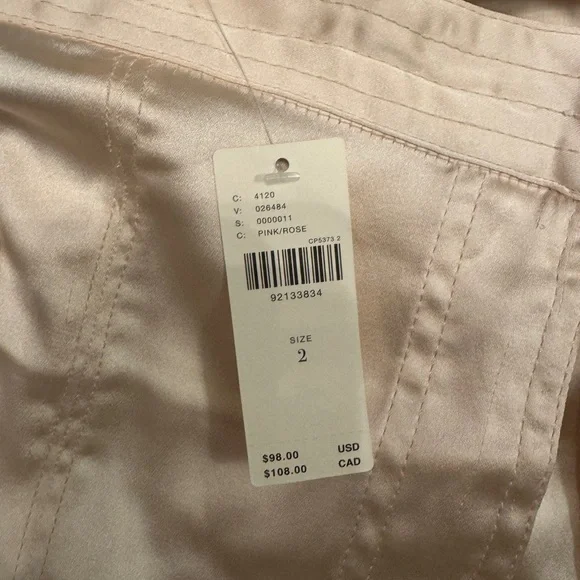 C: 4120
V: 026484
S: 0000011
C: PINK/ROSE
CP5373 2
92133834
SIZE
2
$98.00 USD
$108.00 CAD